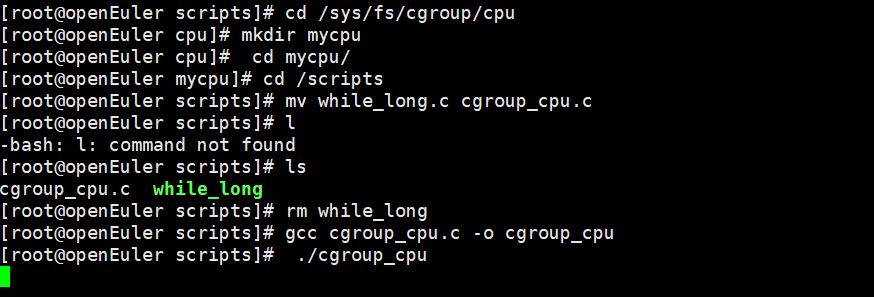 [root@openEuler scripts]# cd /sys/fs/cgroup/cpu
[root@openEuler cpu]# mkdir mycpu
[root@openEuler cpu]#  cd mycpu/
[root@openEuler mycpu]# cd /scripts
[root@openEuler scripts]# mv while_long.c cgroup_cpu.c
[root@openEuler scripts]# l
-bash: l: command not found
[root@openEuler scripts]# ls
cgroup_cpu.c  while_long
[root@openEuler scripts]# rm while_long
[root@openEuler scripts]# gcc cgroup_cpu.c -o cgroup_cpu
[root@openEuler scripts]#  ./cgroup_cpu